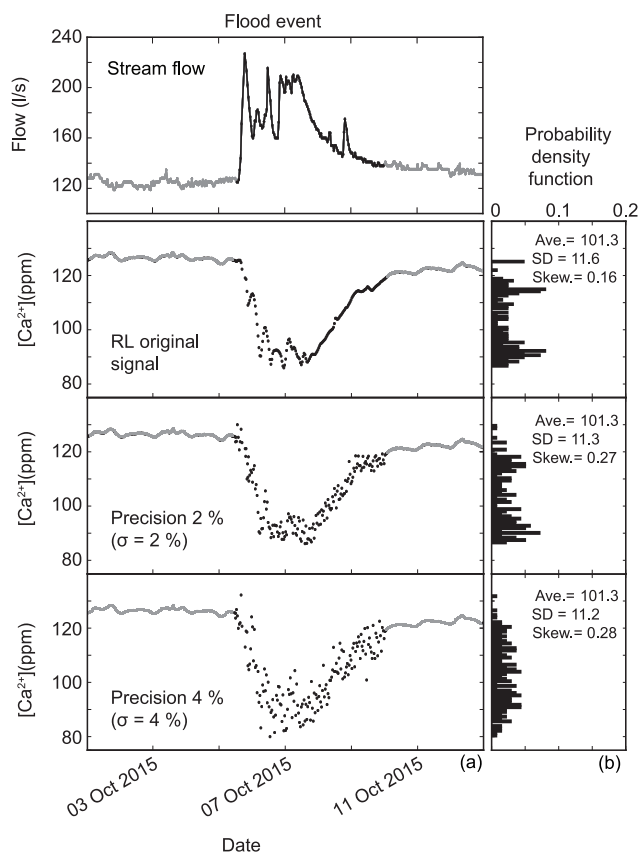 Flood event
240
200
160
120
Flow (l/s)
Stream flow
Probability
density
function
0 0.1 0.2
120
100
80
[Ca²⁺](ppm)
RL original
signal
Ave.= 101.3
SD = 11.6
Skew.= 0.16
120
100
80
[Ca²⁺](ppm)
Precision 2 %
(σ = 2 %)
Ave.= 101.3
SD = 11.3
Skew.= 0.27
120
100
80
[Ca²⁺](ppm)
Precision 4 %
(σ = 4 %)
Ave.= 101.3
SD = 11.2
Skew.= 0.28
(a)
(b)
03 Oct 2015
07 Oct 2015
11 Oct 2015
Date